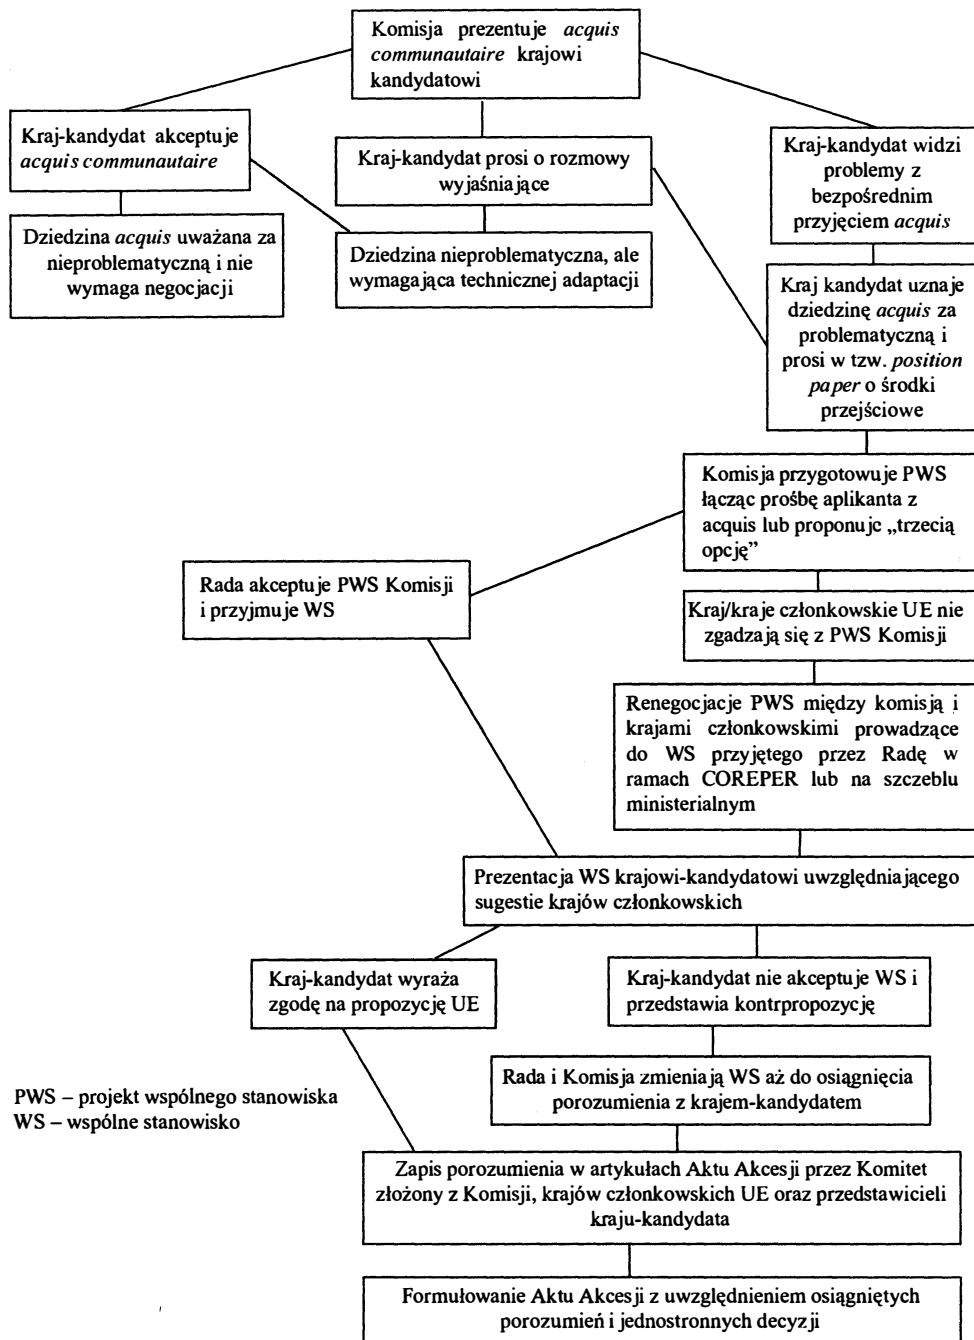 Komisja prezentuje acquis
communautaire krajowi
kandydatowi
Kraj-kandydat akceptuje
acquis communautaire
Kraj-kandydat prosi o rozmowy
wyjaśniające
Kraj-kandydat widzi
problemy z
bezpośrednim
przyjęciem acquis
Dziedzina acquis uważana za
nieproblematyczną i nie
wymaga negocjacji
Dziedzina nieproblematyczna, ale
wymagająca technicznej adaptacji
Kraj kandydat uznaje
dziedzinę acquis za
problematyczną i
prosi w tzw. position
paper o środki
przejściowe
Komisja przygotowuje PWS
łącząc prośbę aplikanta z
acquis lub proponuje „trzecią
opcję”
Rada akceptuje PWS Komisji
i przyjmuje WS
Kraj/kraje członkowskie UE nie
zgadzają się z PWS Komisji
Renegocjacje PWS między komisją i
krajami członkowskimi prowadzące
do WS przyjętego przez Radę w
ramach COREPER lub na szczeblu
ministerialnym
Prezentacja WS krajowi-kandydatowi uwzględniającego
sugestie krajów członkowskich
Kraj-kandydat wyraża
zgodę na propozycję UE
Kraj-kandydat nie akceptuje WS i
przedstawia kontrpropozycję
Rada i Komisja zmieniają WS aż do osiągnięcia
porozumienia z krajem-kandydatem
PWS – projekt wspólnego stanowiska
WS – wspólne stanowisko
Zapis porozumienia w artykułach Aktu Akcesji przez Komitet
złożony z Komisji, krajów członkowskich UE oraz przedstawicieli
kraju-kandydata
Formułowanie Aktu Akcesji z uwzględnieniem osiągniętych
porozumień i jednostronnych decyzji